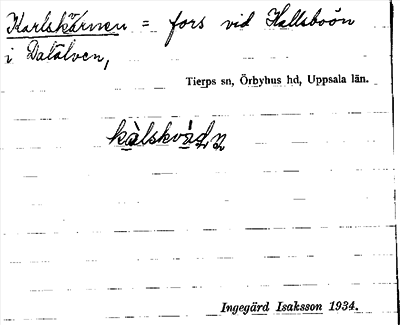 Karlskvarnen = fors vid Hallsboön
i Dalälven,
Tierps sn, Örbyhus hd, Uppsala län.
Ingegärd Isaksson 1934.